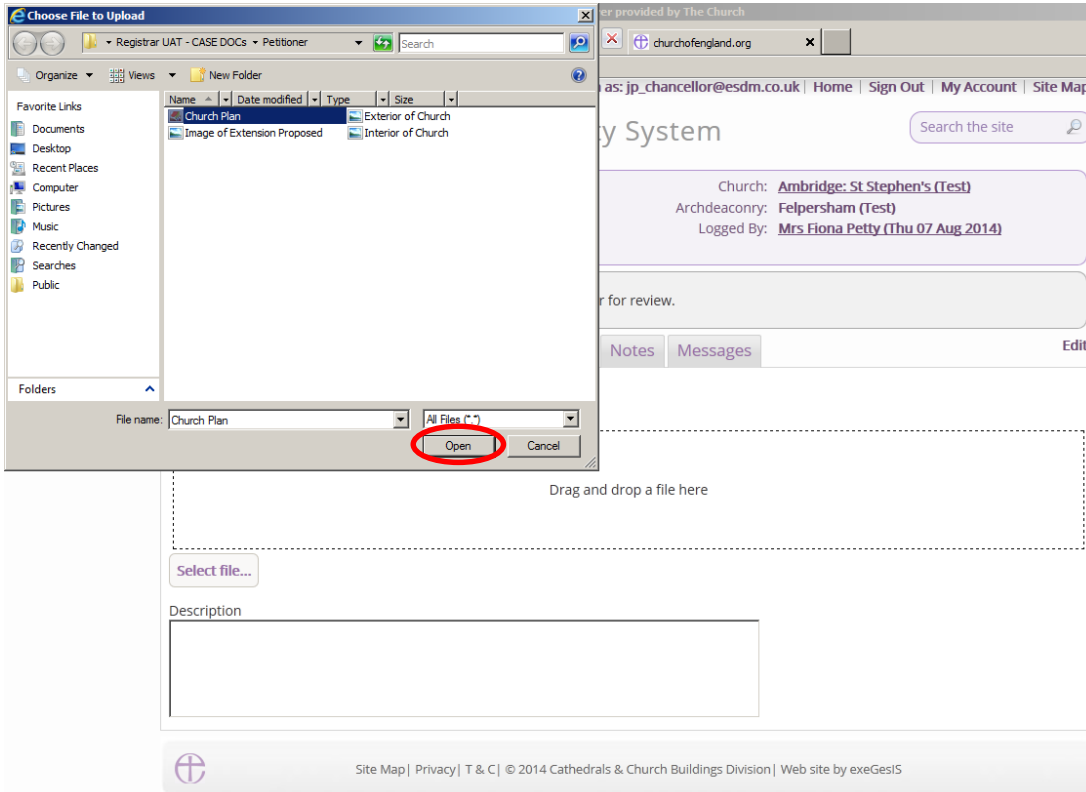 Choose File to Upload
Registrar UAT - CASE DOCs
Petitioner
Search
Organize
Views
New Folder
Favorite Links
Documents
Desktop
Recent Places
Computer
Pictures
Music
Recently Changed
Searches
Public
Folders
Name
Date modified
Type
Size
Church Plan
Exterior of Church
Image of Extension Proposed
Interior of Church
File name: Church Plan
All Files (*.*)
Open
Cancel
er provided by The Church
churchofengland.org
as: jp_chancellor@esdm.co.uk | Home | Sign Out | My Account | Site Map
y System
Search the site
Church: Ambridge: St Stephen's (Test)
Archdeaconry: Felpersham (Test)
Logged By: Mrs Fiona Petty (Thu 07 Aug 2014)
r for review.
Notes
Messages
Edit
Drag and drop a file here
Select file...
Description
Site Map| Privacy| T & C| © 2014 Cathedrals & Church Buildings Division| Web site by exeGesIS